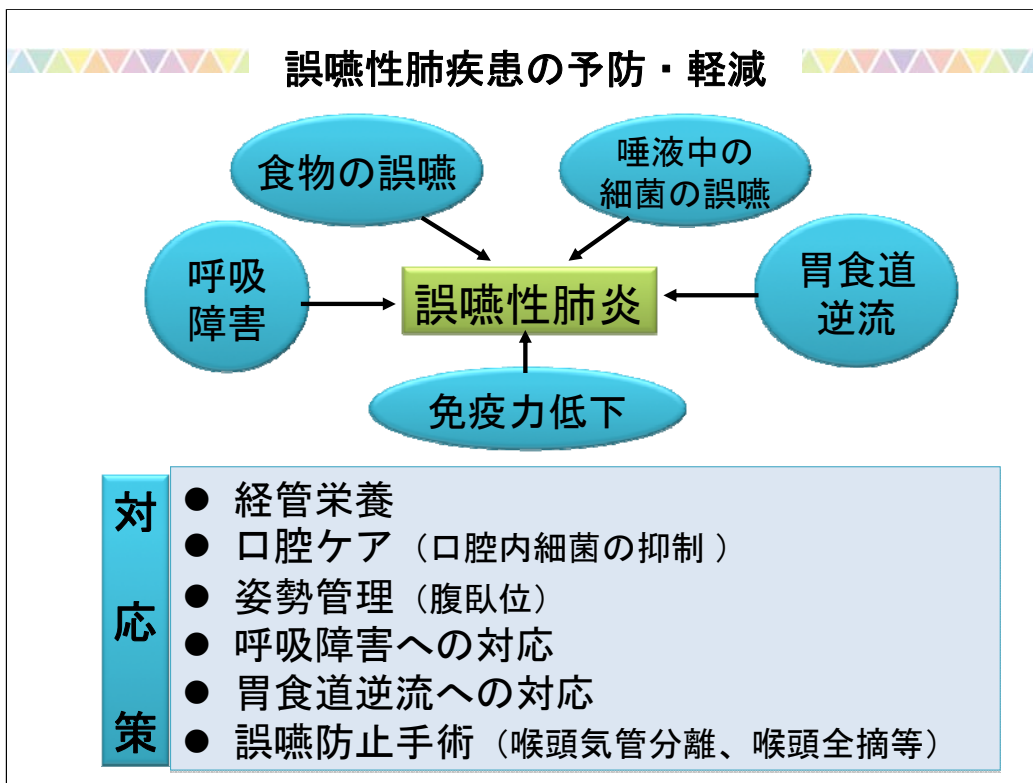 誤嚥性肺疾患の予防・軽減
食物の誤嚥
唾液中の
細菌の誤嚥
呼吸
障害
誤嚥性肺炎
胃食道
逆流
免疫力低下
対応策
● 経管栄養
● 口腔ケア（口腔内細菌の抑制 ）
● 姿勢管理（腹臥位）
● 呼吸障害への対応
● 胃食道逆流への対応
● 誤嚥防止手術（喉頭気管分離、喉頭全摘等）